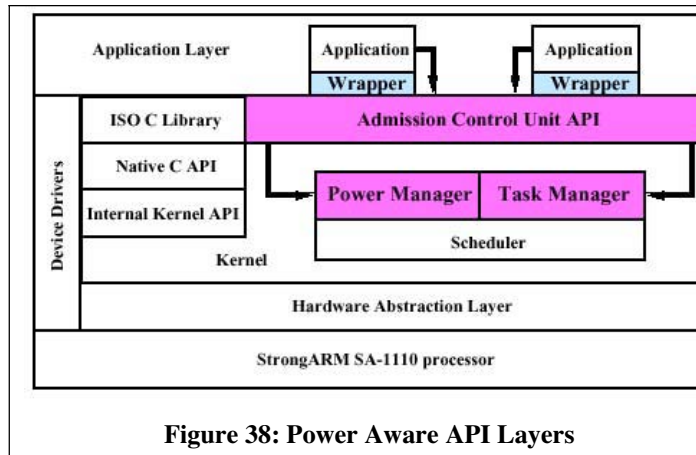 Application Layer
Application
Application
Wrapper
Wrapper
Device Drivers
ISO C Library
Admission Control Unit API
Native C API
Internal Kernel API
Power Manager
Task Manager
Scheduler
Kernel
Hardware Abstraction Layer
StrongARM SA-1110 processor
Figure 38: Power Aware API Layers